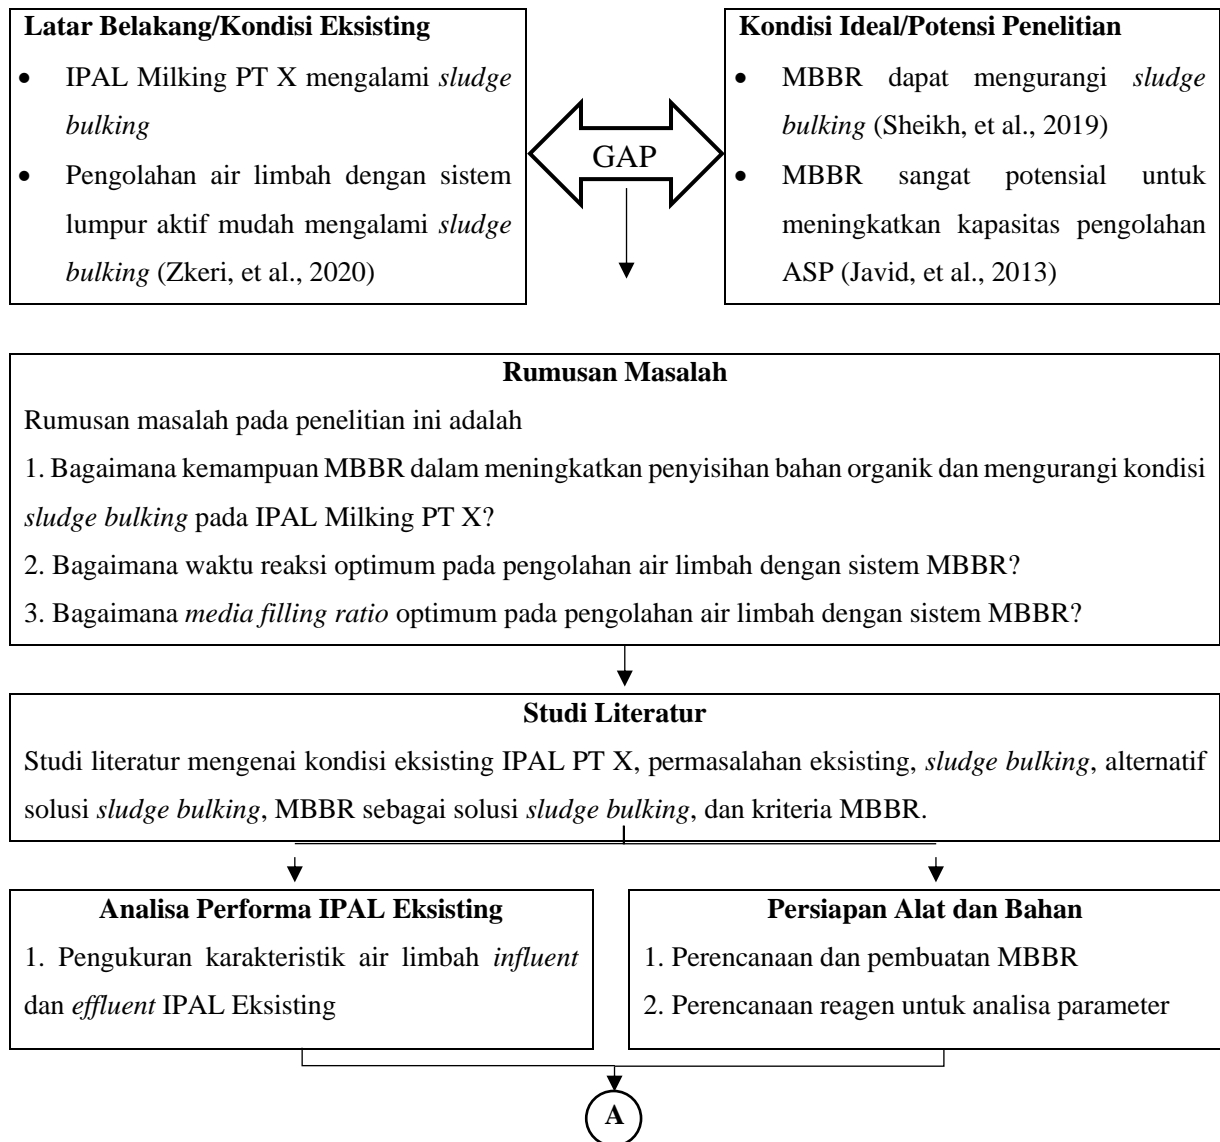 Latar Belakang/Kondisi Eksisting
• IPAL Milking PT X mengalami sludge
bulking
• Pengolahan air limbah dengan sistem
lumpur aktif mudah mengalami sludge
bulking (Zkeri, et al., 2020)
GAP
Kondisi Ideal/Potensi Penelitian
• MBBR dapat mengurangi sludge
bulking (Sheikh, et al., 2019)
• MBBR sangat potensial untuk
meningkatkan kapasitas pengolahan
ASP (Javid, et al., 2013)
Rumusan Masalah
Rumusan masalah pada penelitian ini adalah
1. Bagaimana kemampuan MBBR dalam meningkatkan penyisihan bahan organik dan mengurangi kondisi
sludge bulking pada IPAL Milking PT X?
2. Bagaimana waktu reaksi optimum pada pengolahan air limbah dengan sistem MBBR?
3. Bagaimana media filling ratio optimum pada pengolahan air limbah dengan sistem MBBR?
Studi Literatur
Studi literatur mengenai kondisi eksisting IPAL PT X, permasalahan eksisting, sludge bulking, alternatif
solusi sludge bulking, MBBR sebagai solusi sludge bulking, dan kriteria MBBR.
Analisa Performa IPAL Eksisting
1. Pengukuran karakteristik air limbah influent
dan effluent IPAL Eksisting
Persiapan Alat dan Bahan
1. Perencanaan dan pembuatan MBBR
2. Perencanaan reagen untuk analisa parameter
A